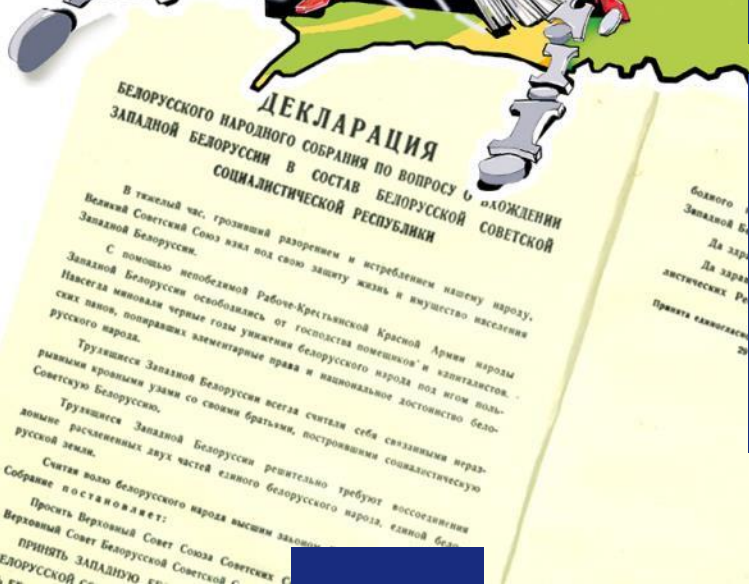 ДЕКЛАРАЦИЯ
БЕЛОРУССКОГО НАРОДНОГО СОБРАНИЯ ПО ВОПРОСУ О ВХОЖДЕНИИ
ЗАПАДНОЙ БЕЛОРУССИИ В СОСТАВ БЕЛОРУССКОЙ СОВЕТСКОЙ
СОЦИАЛИСТИЧЕСКОЙ РЕСПУБЛИКИ
В тяжелый час, грозивший разорением и истреблением нашему народу,
Великий Советский Союз взял под свою защиту жизнь и имущество населения
Западной Белоруссии.
С помощью непобедимой Рабоче-Крестьянской Красной Армии народы
Западной Белоруссии освободились от господства помещиков и капиталистов.
Навсегда миновали черные годы унижения белорусского народа под игом поль-
ских панов, попиравших элементарные права и национальное достоинство бело-
русского народа.
Трудящиеся Западной Белоруссии всегда считали себя связанными нераз-
рывными кровными узами со своими братьями, построившими социалистическую
Советскую Белоруссию.
Трудящиеся Западной Белоруссии решительно требуют воссоединения
доныне расчлененных двух частей единого белорусского народа, единой бело-
русской земли.
Считая волю белорусского народа высшим законом
Собрание постановляет:
Просить Верховный Совет Союза Советских С
Верховный Совет Белорусской Советской С
ПРИНЯТЬ ЗАПАДНУЮ БЕ
ЕЛОРУССКОЙ СО
бодного
Западной Бе
Да здра
Да здрав
листических Ре
Принята единогласно
29